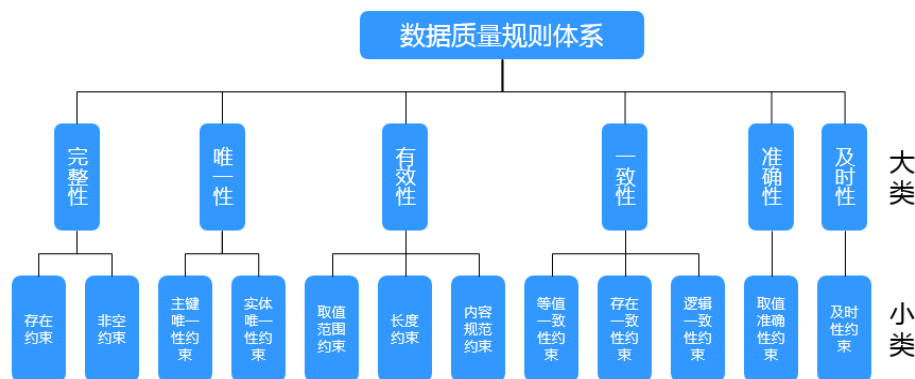 数据质量规则体系
完整性
唯一性
有效性
一致性
准确性
及时性
大类
存在
约束
非空
约束
主键
唯一
性约
束
实体
唯一
性约
束
取值
范围
约束
长度
约束
内容
规范
约束
等值
一致
性约
束
存在
一致
性约
束
逻辑
一致
性约
束
取值
准确
性约
束
及时
性约
束
小类